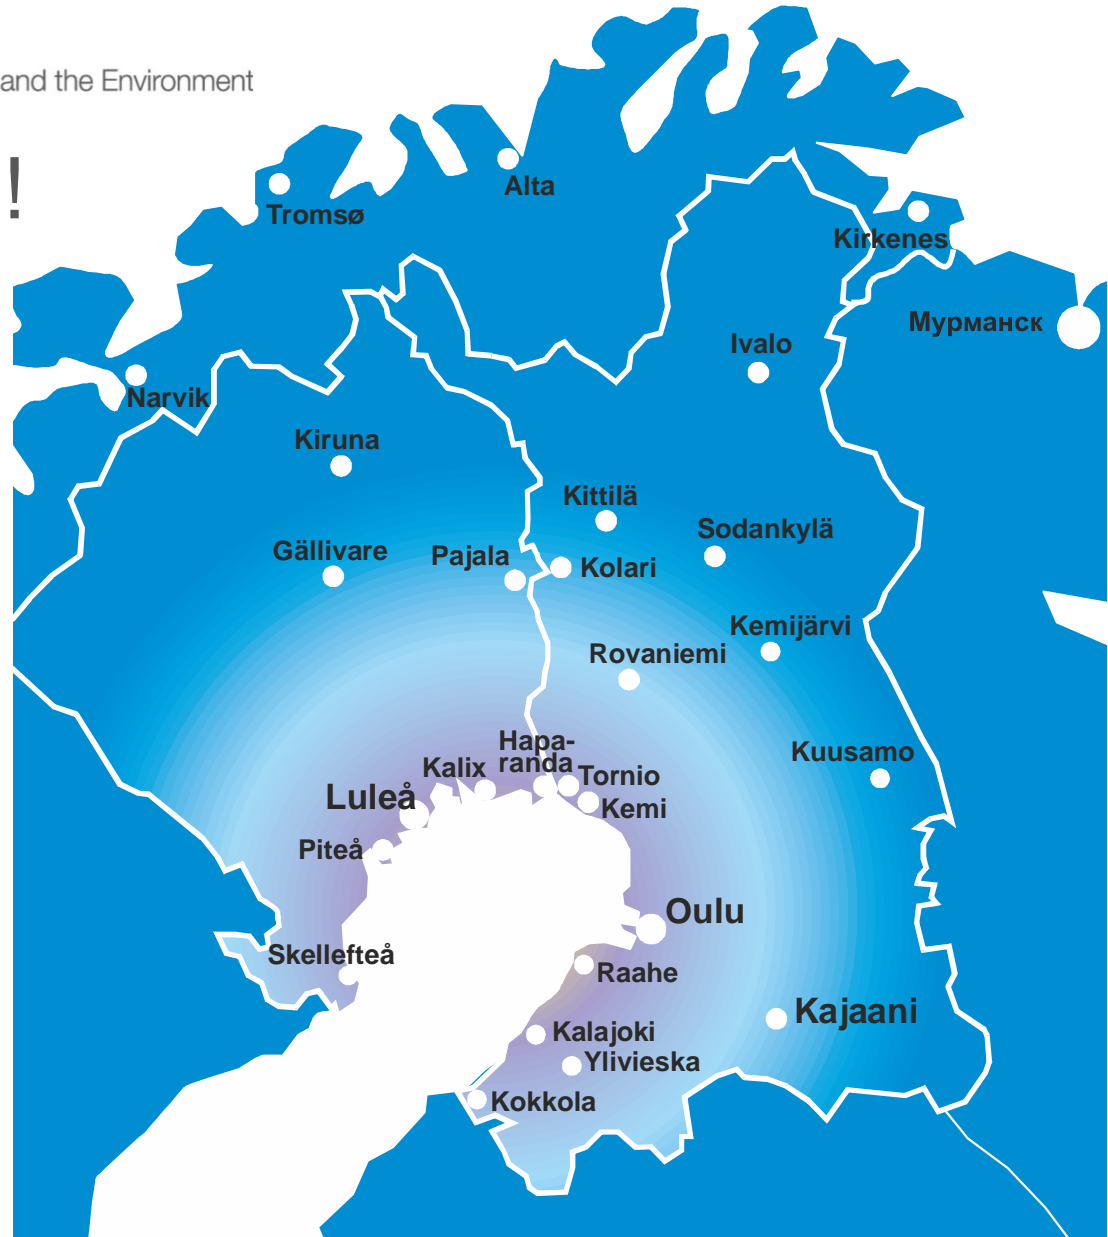 and the Environment
!
Alta
Tromsø
Kirkenes
Мурманск
Ivalo
Narvik
Kiruna
Kittilä
Sodankylä
Gällivare
Pajala
Kolari
Kemijärvi
Rovaniemi
Hapa-
randa
Kuusamo
Kalix
Tornio
Luleå
Kemi
Piteå
Oulu
Skellefteå
Raahe
Kajaani
Kalajoki
Ylivieska
Kokkola